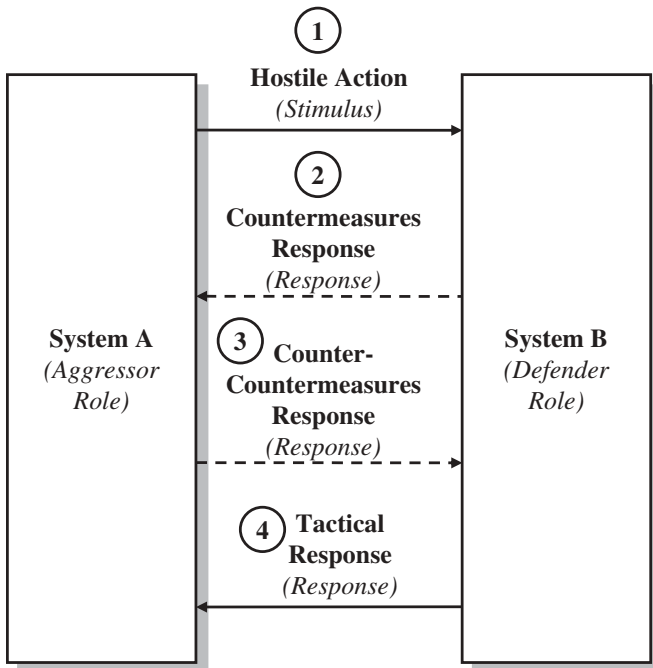 1
Hostile Action
(Stimulus)
2
Countermeasures
Response
(Response)
System A
(Aggressor
Role)
3
Counter-
Countermeasures
Response
(Response)
System B
(Defender
Role)
4
Tactical
Response
(Response)